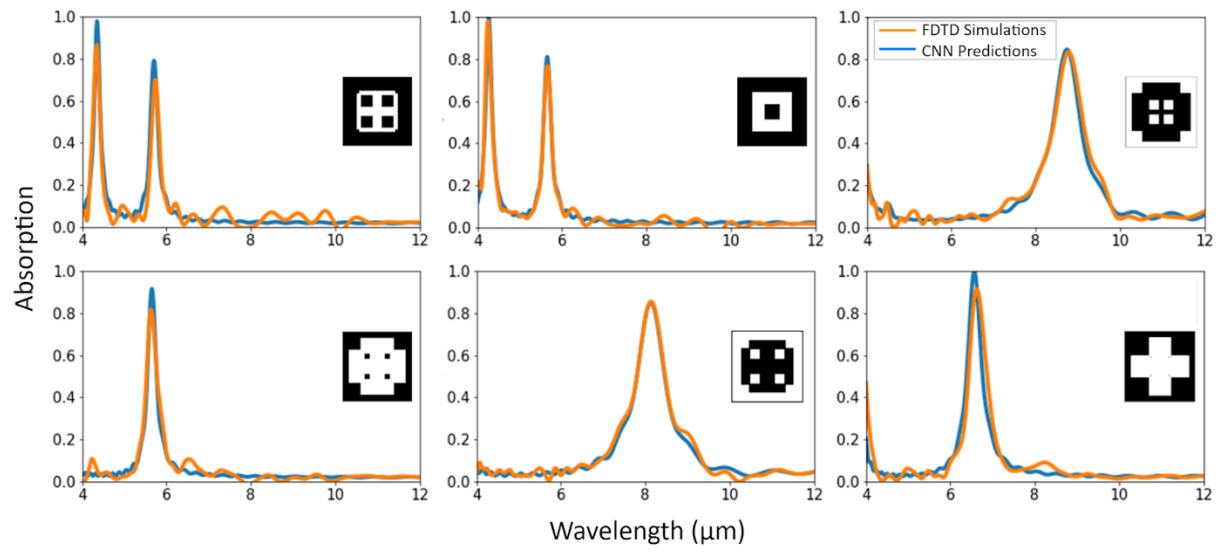 1.0 1.0 1.0
FDTD Simulations
CNN Predictions
0.8 0.8 0.8
0.6 0.6 0.6
0.4 0.4 0.4
0.2 0.2 0.2
0.0 0.0 0.0
4 6 8 10 12 4 6 8 10 12 4 6 8 10 12
Absorption
1.0 1.0 1.0
0.8 0.8 0.8
0.6 0.6 0.6
0.4 0.4 0.4
0.2 0.2 0.2
0.0 0.0 0.0
4 6 8 10 12 4 6 8 10 12 4 6 8 10 12
Wavelength (μm)